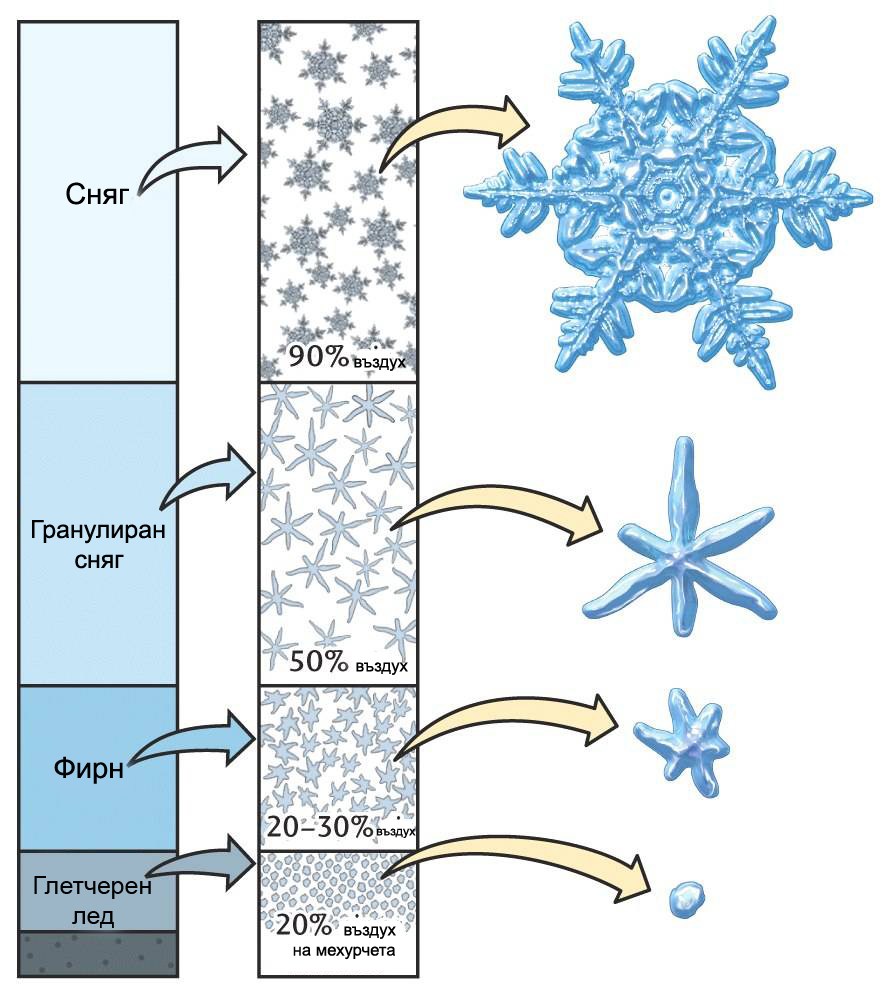 Сняг
90% въздух
Гранулиран
сняг
50% въздух
Фирн
20–30% въздух
Глетчерен
лед
20% въздух
на мехурчета